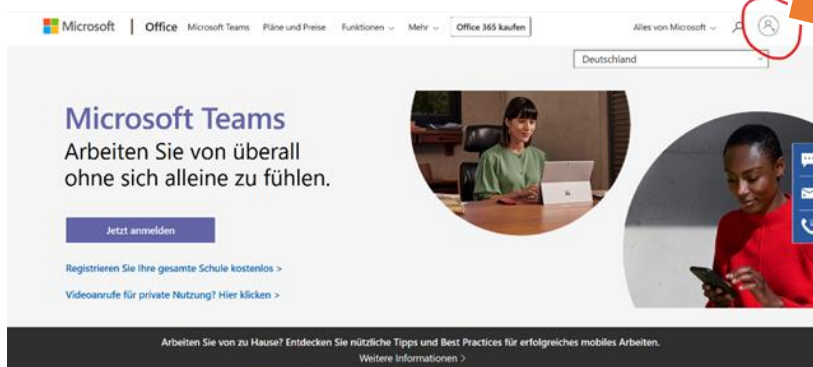 Microsoft | Office Microsoft Teams Pläne und Preise Funktionen Mehr Office 365 kaufen Alles von Microsoft
Deutschland
Microsoft Teams
Arbeiten Sie von überall
ohne sich alleine zu fühlen.
Jetzt anmelden
Registrieren Sie Ihre gesamte Schule kostenlos >
Videoanrufe für private Nutzung? Hier klicken >
Arbeiten Sie von zu Hause? Entdecken Sie nützliche Tipps und Best Practices für erfolgreiches mobiles Arbeiten.
Weitere Informationen >